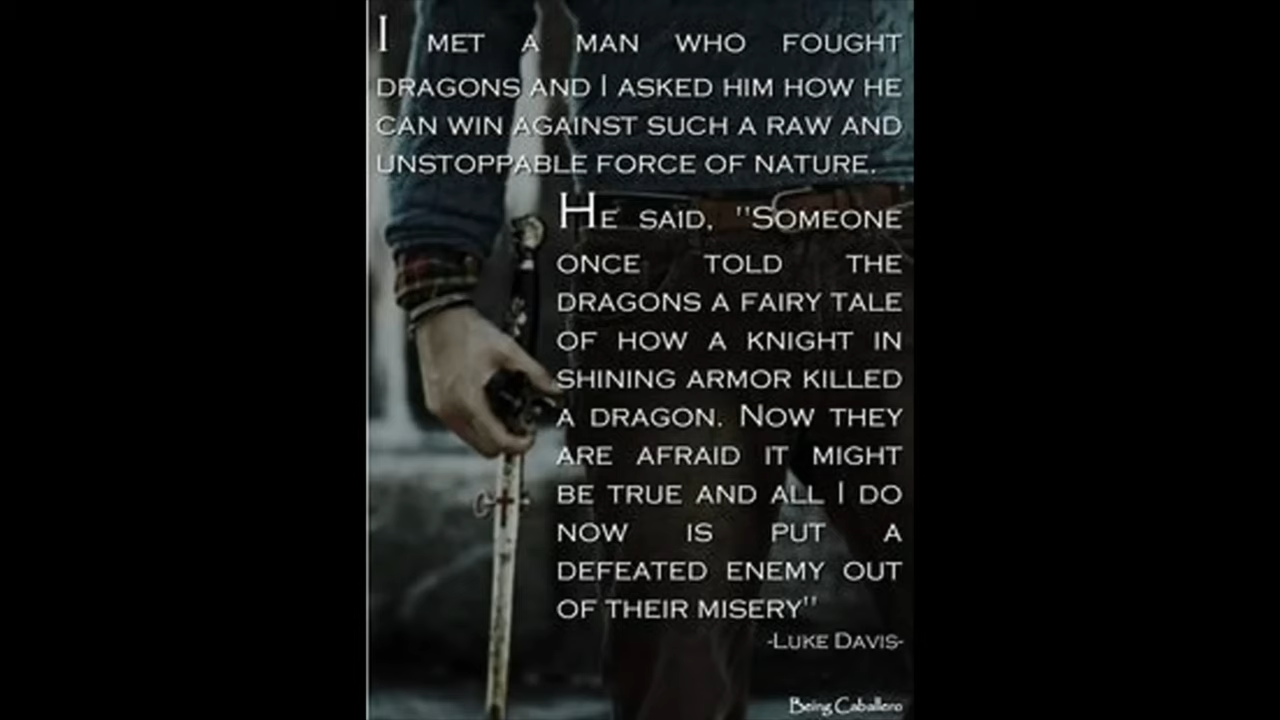 I MET A MAN WHO FOUGHT
DRAGONS AND I ASKED HIM HOW HE
CAN WIN AGAINST SUCH A RAW AND
UNSTOPPABLE FORCE OF NATURE.
HE SAID, "SOMEONE
ONCE TOLD THE
DRAGONS A FAIRY TALE
OF HOW A KNIGHT IN
SHINING ARMOR KILLED
A DRAGON. NOW THEY
ARE AFRAID IT MIGHT
BE TRUE AND ALL I DO
NOW IS PUT A
DEFEATED ENEMY OUT
OF THEIR MISERY"
-LUKE DAVIS-
Being Caballero